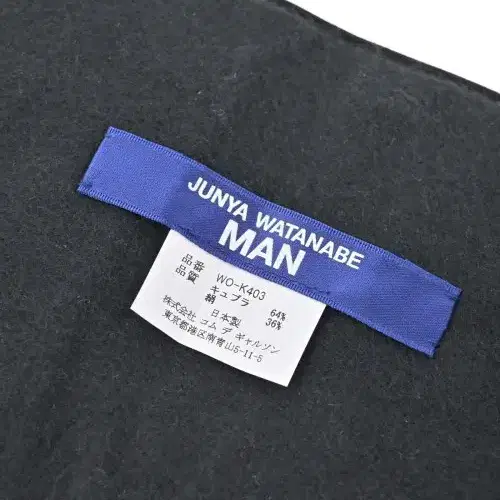 JUNYA WATANABE
MAN
品番 WO-K403
品質 キュプラ 64%
絹 36%
日本製
株式会社 コム デ ギャルソン
東京都港区南青山5-11-5